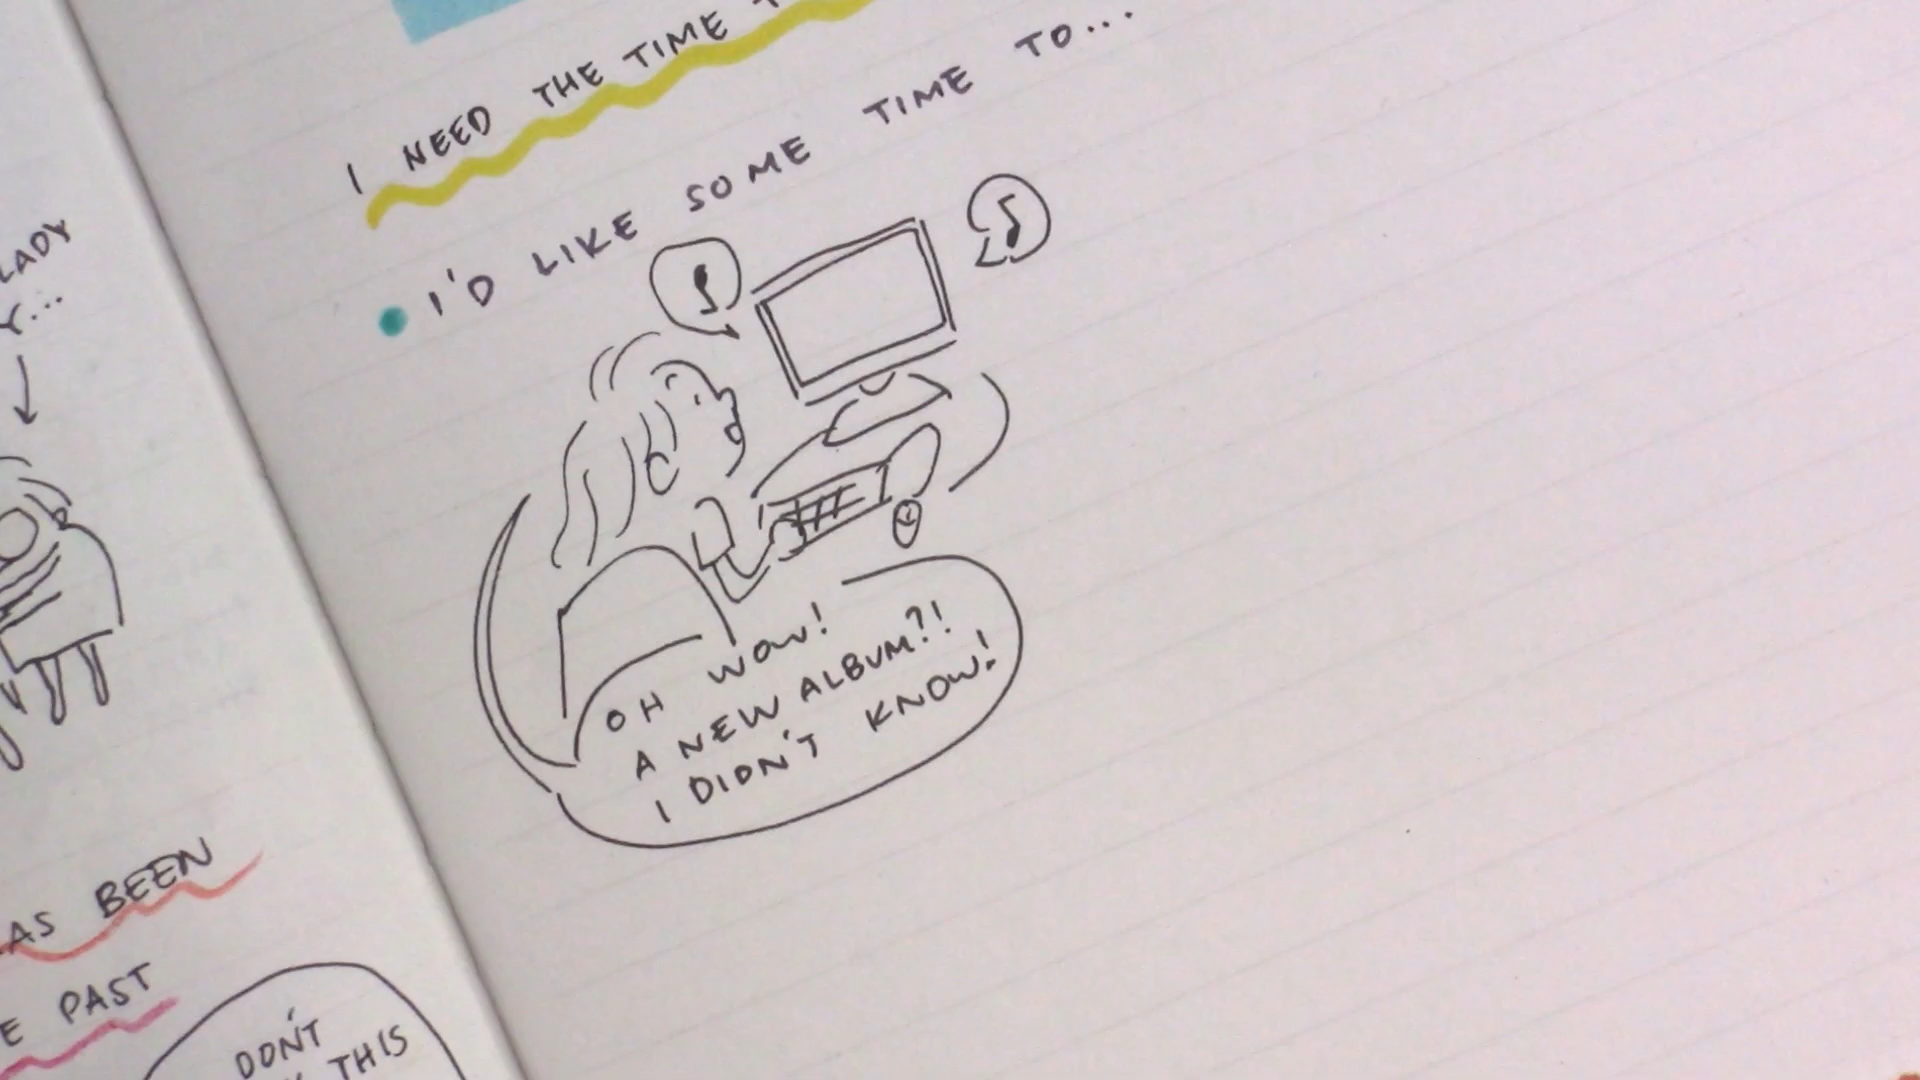 LADY
AS BEEN
E PAST
DON'T
THIS
I NEED THE TIME
I'D LIKE SOME TIME TO...
OH WOW!
A NEW ALBUM?!
I DIDN'T KNOW!